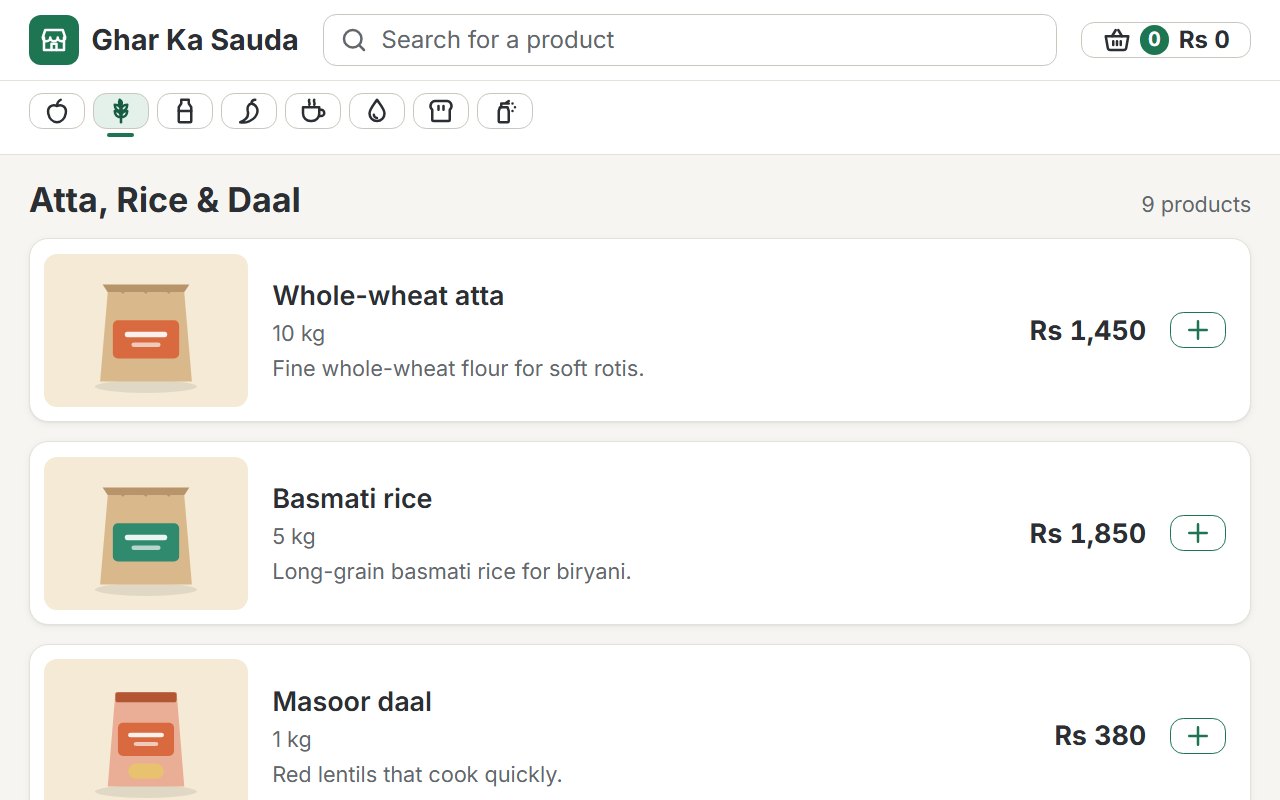 Ghar Ka Sauda
Search for a product
0 Rs 0
Atta, Rice & Daal
9 products
Whole-wheat atta
10 kg
Fine whole-wheat flour for soft rotis.
Rs 1,450
Basmati rice
5 kg
Long-grain basmati rice for biryani.
Rs 1,850
Masoor daal
1 kg
Red lentils that cook quickly.
Rs 380